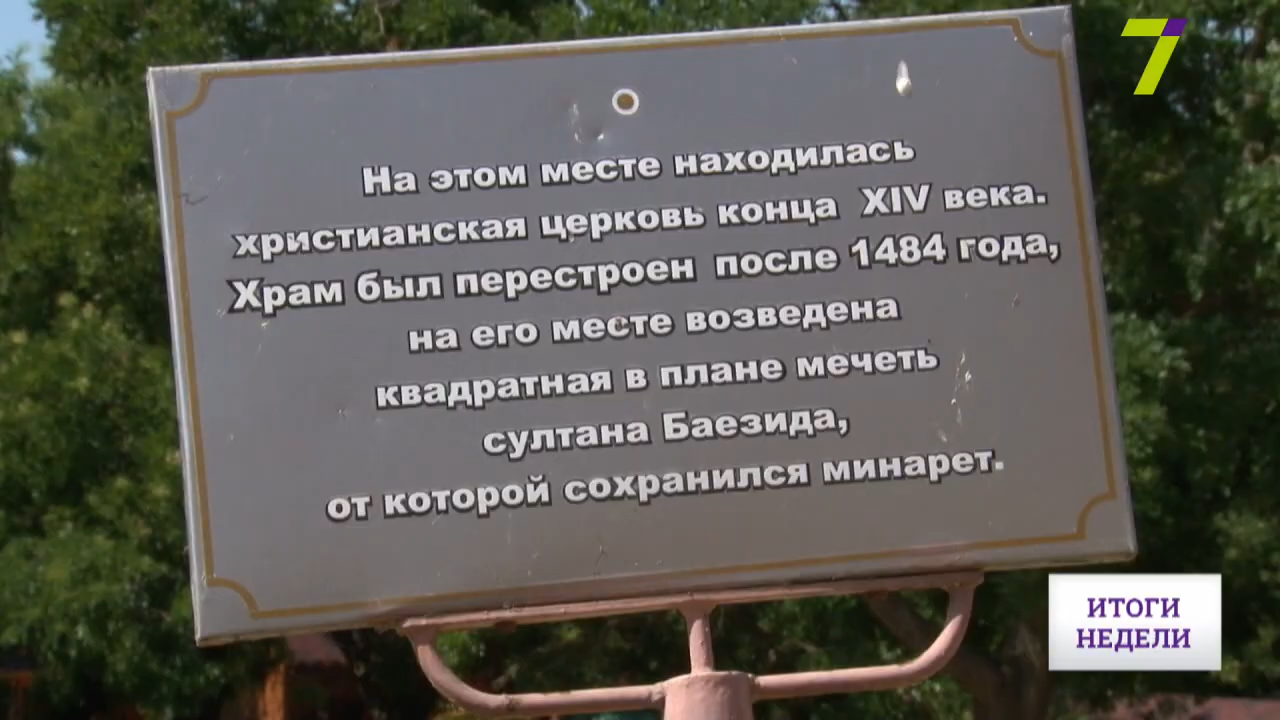 7
На этом месте находилась
христианская церковь конца XIV века.
Храм был перестроен после 1484 года,
на его месте возведена
квадратная в плане мечеть
султана Баезида,
от которой сохранился минарет.
ИТОГИ
НЕДЕЛИ